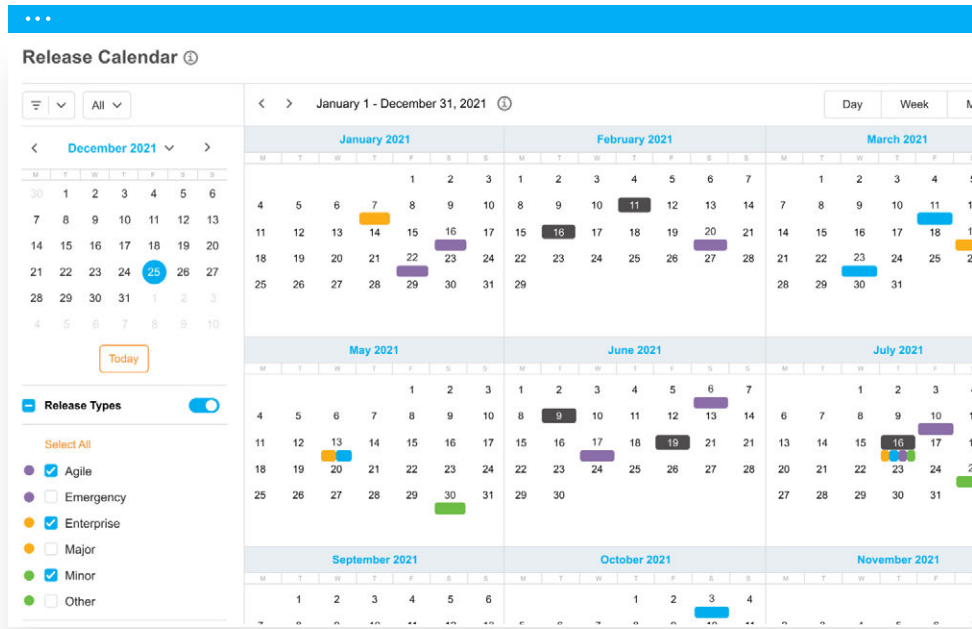 Release Calendar
All
January 1 - December 31, 2021
Day Week
December 2021
M T W T F S S
30 1 2 3 4 5 6
7 8 9 10 11 12 13
14 15 16 17 18 19 20
21 22 23 24 25 26 27
28 29 30 31 1 2 3
4 5 6 7 8 9 10
Today
Release Types
Select All
Agile
Emergency
Enterprise
Major
Minor
Other
January 2021
M T W T F S S
1 2 3
4 5 6 7 8 9 10
11 12 13 14 15 16 17
18 19 20 21 22 23 24
25 26 27 28 29 30 31
February 2021
M T W T F S S
1 2 3 4 5 6 7
8 9 10 11 12 13 14
15 16 17 18 19 20 21
22 23 24 25 26 27 28
29
March 2021
M T W T F
1 2 3 4
7 8 9 10 11
14 15 16 17 18
21 22 23 24 25
28 29 30 31
May 2021
M T W T F S S
1 2 3
4 5 6 7 8 9 10
11 12 13 14 15 16 17
18 19 20 21 22 23 24
25 26 27 28 29 30 31
June 2021
M T W T F S S
1 2 3 4 5 6 7
8 9 10 11 12 13 14
15 16 17 18 19 21 21
22 23 24 25 26 27 28
29 30
July 2021
M T W T F
1 2 3
6 7 8 9 10
13 14 15 16 17
20 21 22 23 24
27 28 29 30 31
September 2021
M T W T F S S
1 2 3 4 5 6
October 2021
M T W T F S S
1 2 3 4
November 2021
M T W T F